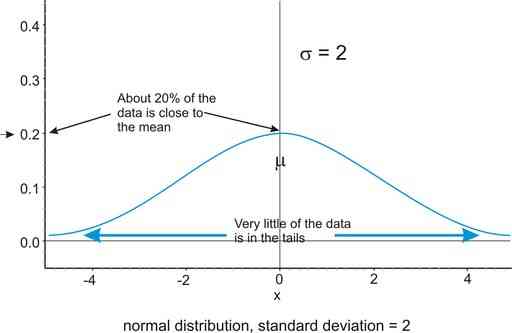 0.4
σ = 2
0.3
About 20% of the
data is close to
the mean
0.2
μ
0.1
Very little of the data
is in the tails
0.0
-4 -2 0 2 4
x
normal distribution, standard deviation = 2